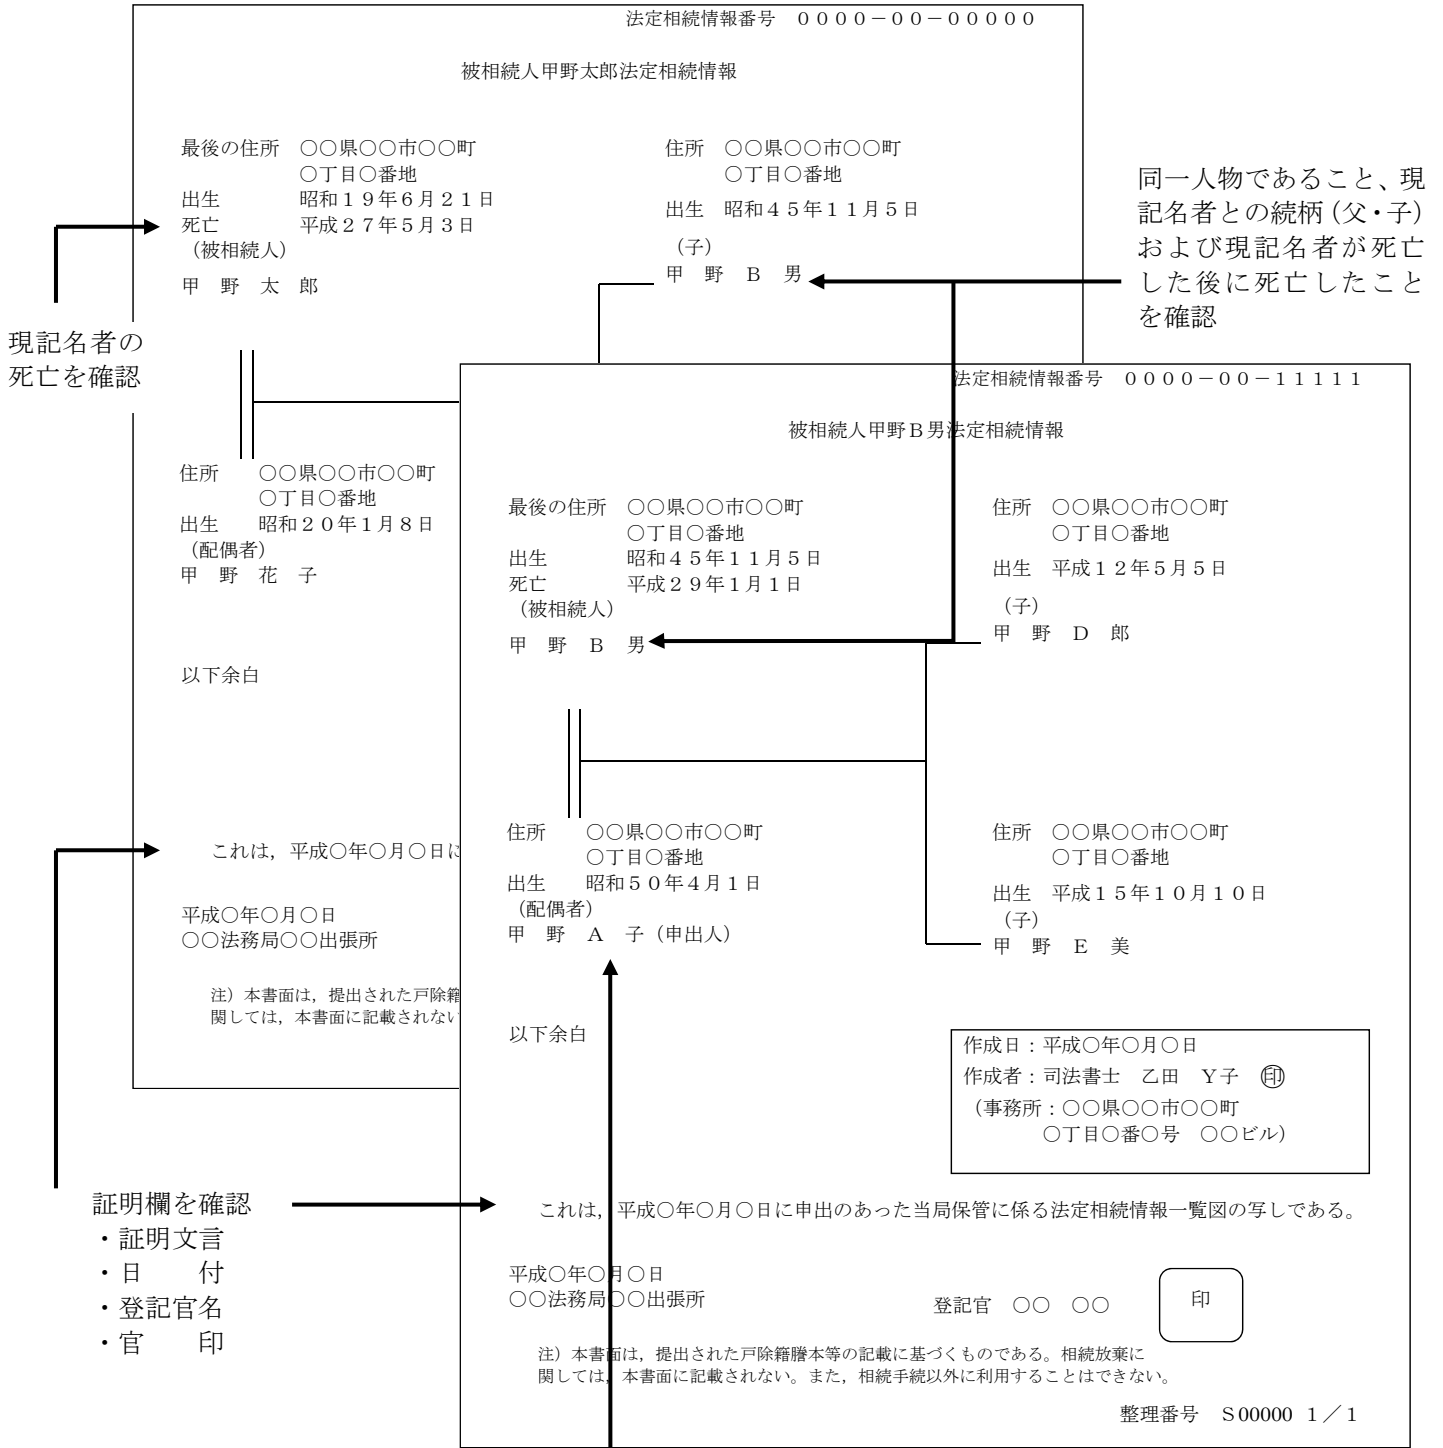 法定相続情報番号　００００－００－０００００
被相続人甲野太郎法定相続情報
最後の住所　○○県○○市○○町
○丁目○番地
出生　昭和１９年６月２１日
死亡　平成２７年５月３日
（被相続人）
甲　野　太　郎
住所　○○県○○市○○町
○丁目○番地
出生　昭和４５年１１月５日
（子）
甲　野　Ｂ　男
同一人物であること、現
記名者との続柄（父・子）
および現記名者が死亡
した後に死亡したこと
を確認
現記名者の
死亡を確認
住所　○○県○○市○○町
○丁目○番地
出生　昭和２０年１月８日
（配偶者）
甲　野　花　子
以下余白
これは，平成○年○月○日に
平成○年○月○日
○○法務局○○出張所
注）本書面は，提出された戸除籍
関しては，本書面に記載されない
法定相続情報番号　００００－００－１１１１１
被相続人甲野Ｂ男法定相続情報
最後の住所　○○県○○市○○町
○丁目○番地
出生　昭和４５年１１月５日
死亡　平成２９年１月１日
（被相続人）
甲　野　Ｂ　男
住所　○○県○○市○○町
○丁目○番地
出生　平成１２年５月５日
（子）
甲　野　Ｄ　郎
住所　○○県○○市○○町
○丁目○番地
出生　昭和５０年４月１日
（配偶者）
甲　野　Ａ　子（申出人）
住所　○○県○○市○○町
○丁目○番地
出生　平成１５年１０月１０日
（子）
甲　野　Ｅ　美
以下余白
作成日：平成○年○月○日
作成者：司法書士　乙田　Ｙ子　㊞
（事務所：○○県○○市○○町
○丁目○番○号　○○ビル）
証明欄を確認
・証明文言
・日　　付
・登記官名
・官　　印
これは，平成○年○月○日に申出のあった当局保管に係る法定相続情報一覧図の写しである。
平成○年○月○日
○○法務局○○出張所
登記官　○○　○○　印
注）本書面は，提出された戸除籍謄本等の記載に基づくものである。相続放棄に
関しては，本書面に記載されない。また，相続手続以外に利用することはできない。
整理番号　Ｓ00000 １／１